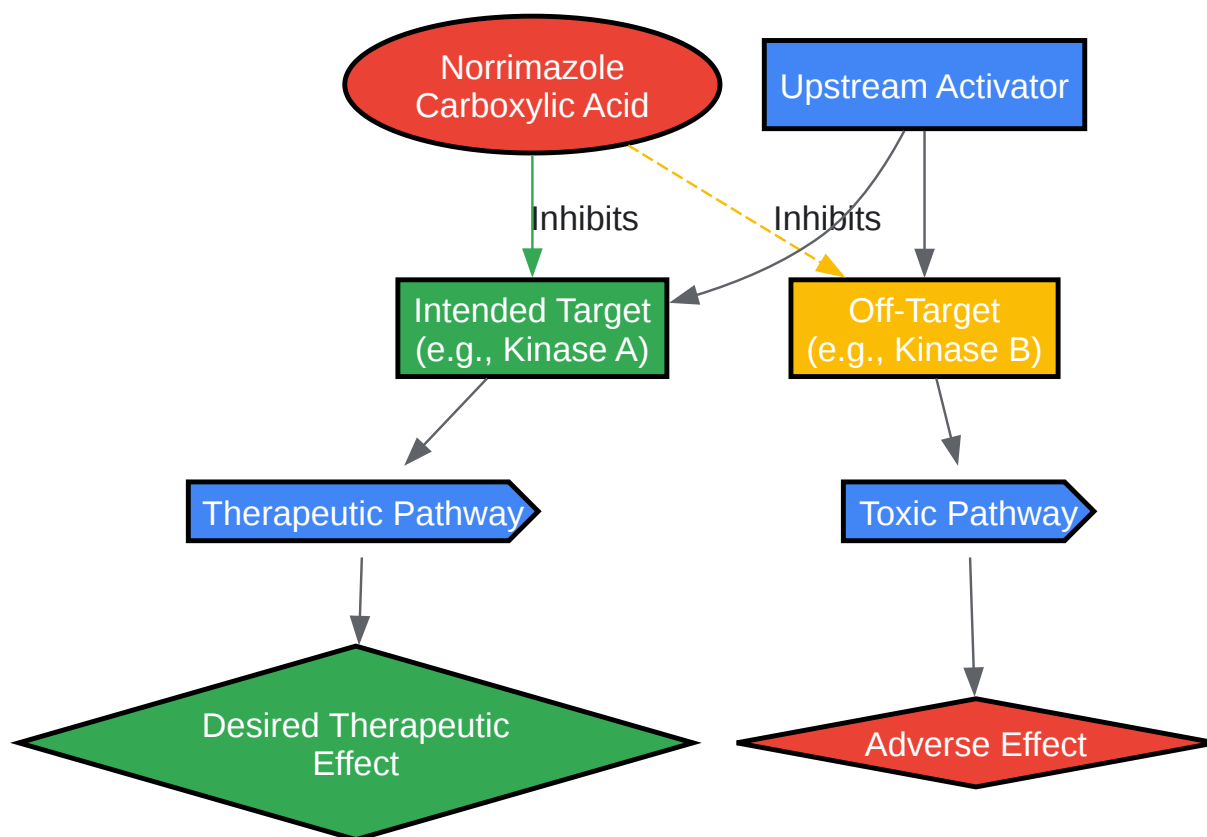 Norrimazole
Carboxylic Acid
Upstream Activator
Inhibits
Inhibits
Intended Target
(e.g., Kinase A)
Off-Target
(e.g., Kinase B)
Therapeutic Pathway
Toxic Pathway
Desired Therapeutic
Effect
Adverse Effect